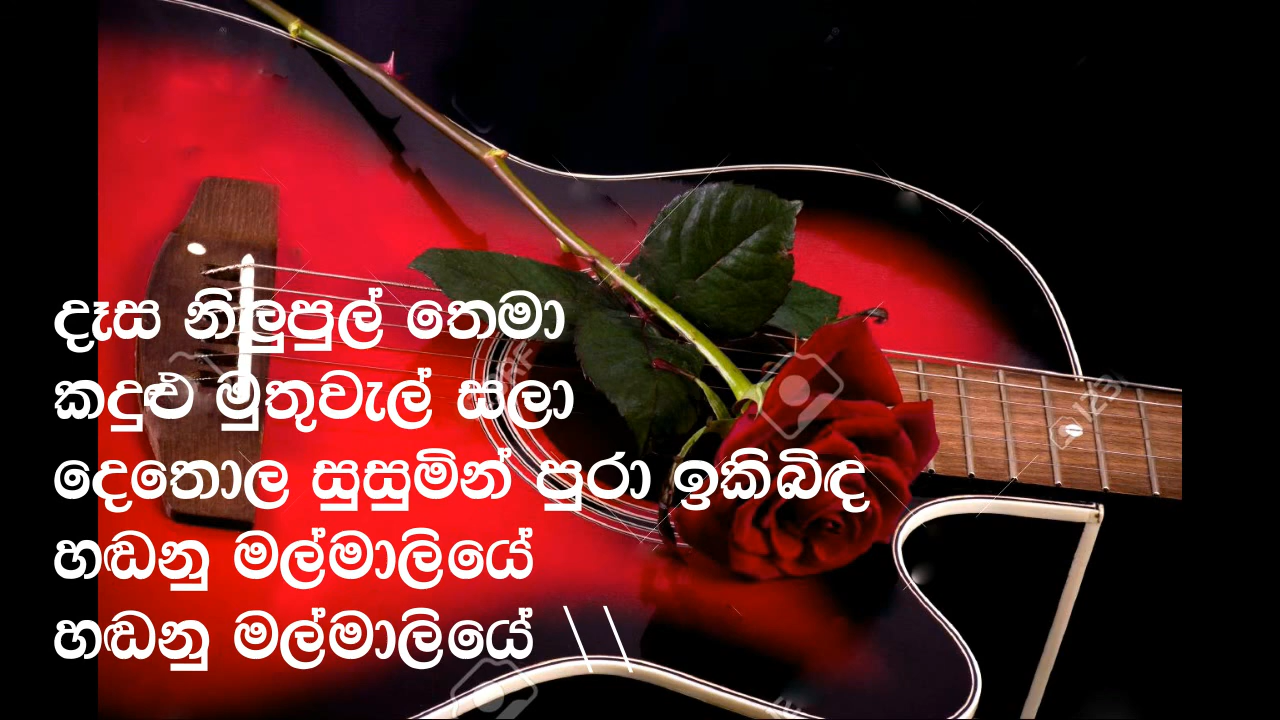 දෑස නිලුපුල් තෙමා
කඳුළු මුතුවැල් සලා
දෙතොල සුසුමින් පුරා ඉකිබිඳ
හඬනු මල්මාලියේ
හඬනු මල්මාලියේ \\